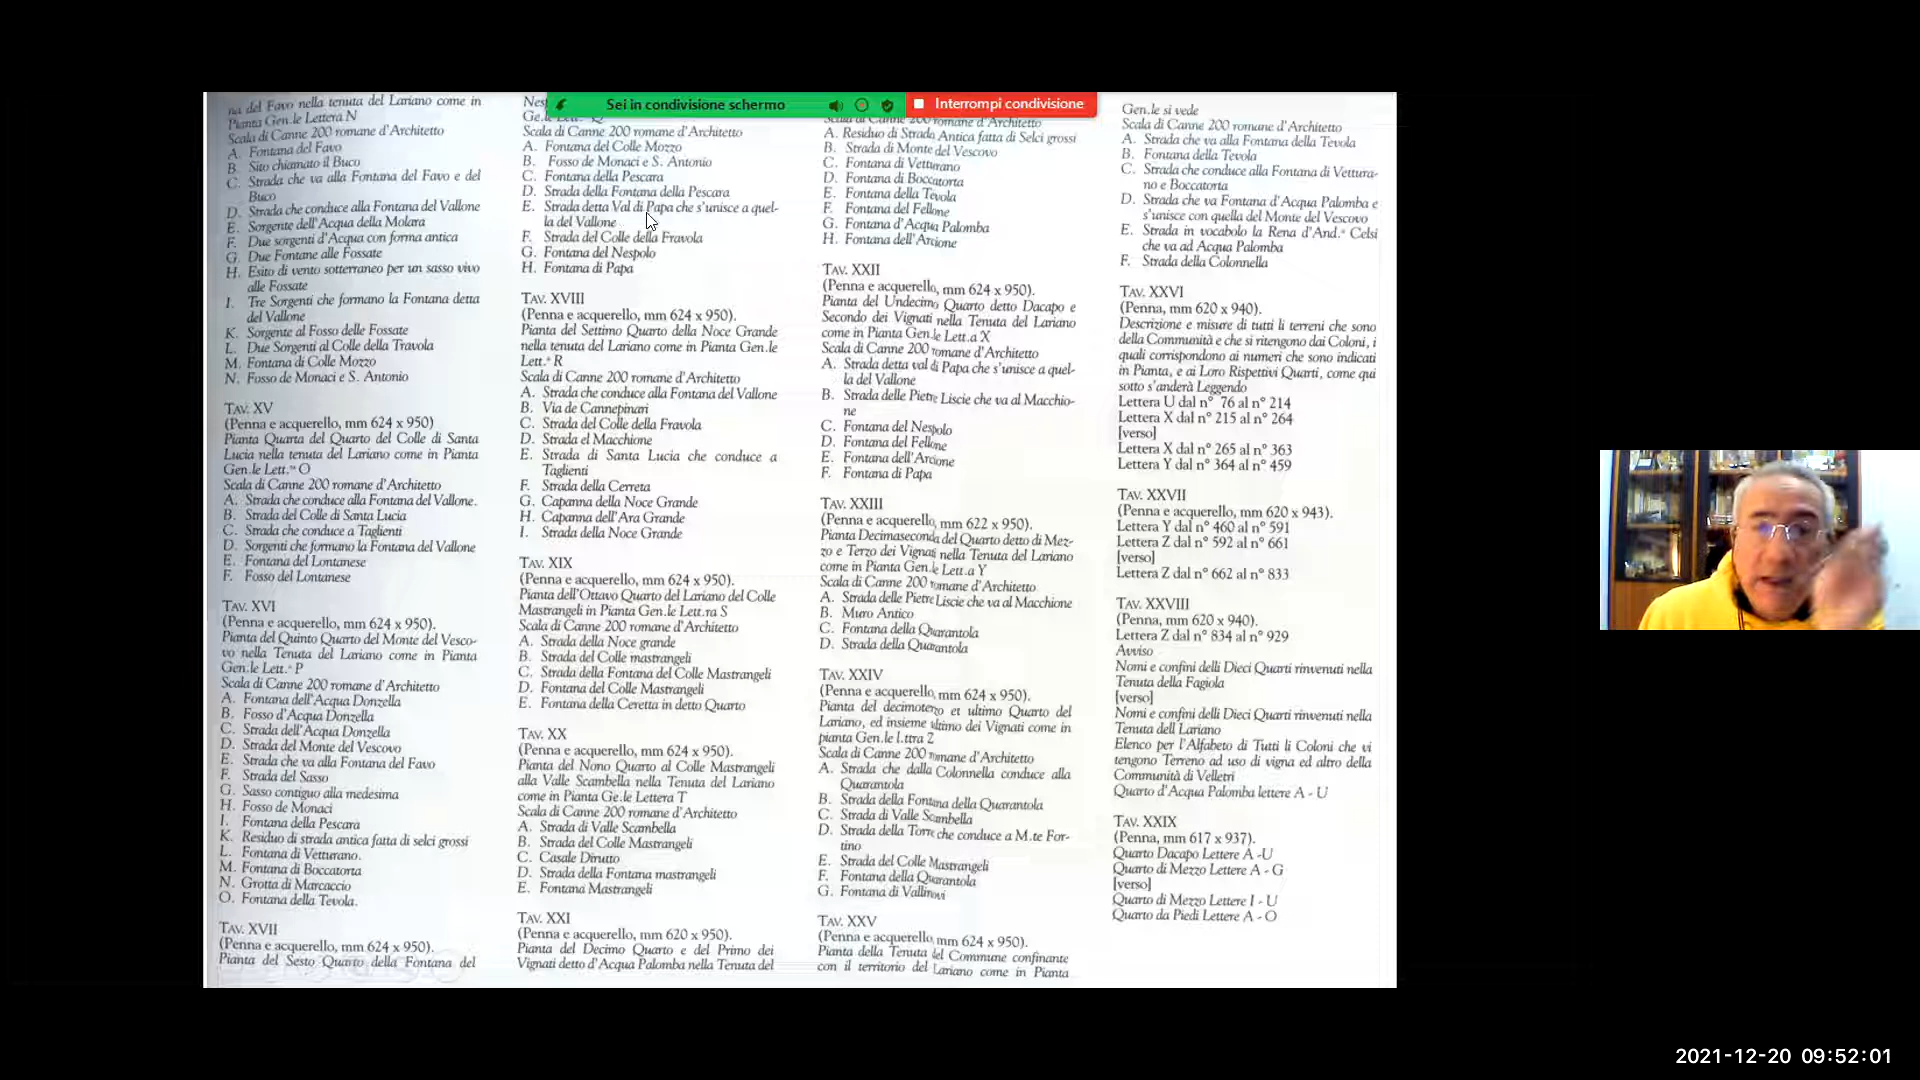 Sei in condivisione schermo
Interrompi condivisione
na del Favo nella tenuta del Lariano come in
Pianta Gen.le Lettera N
Scala di Canne 200 romane d'Architetto
A. Fontana del Favo
B. Sito chiamato il Buco
C. Strada che va alla Fontana del Favo e del
Buco
D. Strada che conduce alla Fontana del Vallone
E. Sorgente dell'Acqua della Molara
F. Due sorgenti d'Acqua con forma antica
G. Due Fontane alle Fossate
H. Esito di vento sotterraneo per un sasso vivo
alle Fossate
I. Tre Sorgenti che formano la Fontana detta
del Vallone
K. Sorgente al Fosso delle Fossate
L. Due Sorgenti al Colle della Travola
M. Fontana di Colle Mozzo
N. Fosso de Monaci e S. Antonio
TAV. XV
(Penna e acquerello, mm 624 x 950)
Pianta Quarta del Quarto del Colle di Santa
Lucia nella tenuta del Lariano come in Pianta
Gen.le Lett.ra O
Scala di Canne 200 romane d'Architetto
A. Strada che conduce alla Fontana del Vallone.
B. Strada del Colle di Santa Lucia
C. Strada che conduce a Taglienti
D. Sorgenti che formano la Fontana del Vallone
E. Fontana del Lontanese
F. Fosso del Lontanese
TAV. XVI
(Penna e acquerello, mm 624 x 950).
Pianta del Quinto Quarto del Monte del Vesco-
vo nella Tenuta del Lariano come in Pianta
Gen.le Lett.a P
Scala di Canne 200 romane d'Architetto
A. Fontana dell'Acqua Donzella
B. Fosso d'Acqua Donzella
C. Strada dell'Acqua Donzella
D. Strada del Monte del Vescovo
E. Strada che va alla Fontana del Favo
F. Strada del Sasso
G. Sasso contiguo alla medesima
H. Fosso de Monaci
I. Fontana della Pescara
K. Residuo di strada antica fatta di selci grossi
L. Fontana di Vetturano.
M. Fontana di Boccatorta
N. Grotta di Marcaccio
O. Fontana della Tevola.
TAV. XVII
(Penna e acquerello, mm 624 x 950).
Pianta del Sesto Quarto della Fontana del
Scala di Canne 200 romane d'Architetto
A. Fontana del Colle Mozzo
B. Fosso de Monaci e S. Antonio
C. Fontana della Pescara
D. Strada della Fontana della Pescara
E. Strada detta Val di Papa che s'unisce a quel-
la del Vallone
F. Strada del Colle della Fravola
G. Fontana del Nespolo
H. Fontana di Papa
TAV. XVIII
(Penna e acquerello, mm 624 x 950).
Pianta del Settimo Quarto della Noce Grande
nella tenuta del Lariano come in Pianta Gen.le
Lett.a R
Scala di Canne 200 romane d'Architetto
A. Strada che conduce alla Fontana del Vallone
B. Via de Cannepinari
C. Strada del Colle della Fravola
D. Strada el Macchione
E. Strada di Santa Lucia che conduce a
Taglienti
F. Strada della Cerreta
G. Capanna della Noce Grande
H. Capanna dell'Ara Grande
I. Strada della Noce Grande
TAV. XIX
(Penna e acquerello, mm 624 x 950).
Pianta dell'Ottavo Quarto del Lariano del Colle
Mastrangeli in Pianta Gen.le Lett.ra S
Scala di Canne 200 romane d'Architetto
A. Strada della Noce grande
B. Strada del Colle mastrangeli
C. Strada della Fontana del Colle Mastrangeli
D. Fontana del Colle Mastrangeli
E. Fontana della Ceretta in detto Quarto
TAV. XX
(Penna e acquerello, mm 624 x 950).
Pianta del Nono Quarto al Colle Mastrangeli
alla Valle Scambella nella Tenuta del Lariano
come in Pianta Ge.le Lettera T
Scala di Canne 200 romane d'Architetto
A. Strada di Valle Scambella
B. Strada del Colle Mastrangeli
C. Casale Dirutto
D. Strada della Fontana mastrangeli
E. Fontana Mastrangeli
TAV. XXI
(Penna e acquerello, mm 620 x 950).
Pianta del Decimo Quarto e del Primo dei
Vignati detto d'Acqua Palomba nella Tenuta del
Scala di Canne 200 romane d'Architetto
A. Residuo di Strada Antica fatta di Selci grossi
B. Strada di Monte del Vescovo
C. Fontana di Vetturano
D. Fontana di Boccatorta
E. Fontana della Tevola
F. Fontana del Fellone
G. Fontana d'Acqua Palomba
H. Fontana dell'Arcione
TAV. XXII
(Penna e acquerello, mm 624 x 950).
Pianta del Undecimo Quarto detto Dacapo e
Secondo dei Vignati nella Tenuta del Lariano
come in Pianta Gen.le Lett.a X
Scala di Canne 200 romane d'Architetto
A. Strada detta val di Papa che s'unisce a quel-
la del Vallone
B. Strada delle Pietre Liscie che va al Macchio-
ne
C. Fontana del Nespolo
D. Fontana del Fellone
E. Fontana dell'Arcione
F. Fontana di Papa
TAV. XXIII
(Penna e acquerello, mm 622 x 950).
Pianta Decimaseconda del Quarto detto di Mez-
zo e Terzo dei Vignati nella Tenuta del Lariano
come in Pianta Gen.le Lett.a Y
Scala di Canne 200 romane d'Architetto
A. Strada delle Pietre Liscie che va al Macchione
B. Muro Antico
C. Fontana della Quarantola
D. Strada della Quarantola
TAV. XXIV
(Penna e acquerello, mm 624 x 950).
Pianta del decimoterzo et ultimo Quarto del
Lariano, ed insieme ultimo dei Vignati come in
pianta Gen.le L.ttra Z
Scala di Canne 200 romane d'Architetto
A. Strada che dalla Colonnella conduce alla
Quarantola
B. Strada della Fontana della Quarantola
C. Strada di Valle Scambella
D. Strada della Torre che conduce a M.te For-
tino
E. Strada del Colle Mastrangeli
F. Fontana della Quarantola
G. Fontana di Vallinovi
TAV. XXV
(Penna e acquerello, mm 624 x 950).
Pianta della Tenuta del Commune confinante
con il territorio del Lariano come in Pianta
Gen.le si vede
Scala di Canne 200 romane d'Architetto
A. Strada che va alla Fontana della Tevola
B. Fontana della Tevola
C. Strada che conduce alla Fontana di Vettura-
no e Boccatorta
D. Strada che va Fontana d'Acqua Palomba e
s'unisce con quella del Monte del Vescovo
E. Strada in vocabolo la Rena d'And.a Celsi
che va ad Acqua Palomba
F. Strada della Colonnella
TAV. XXVI
(Penna, mm 620 x 940).
Descrizione e misure di tutti li terreni che sono
della Communità e che si ritengono dai Coloni, i
quali corrispondono ai numeri che sono indicati
in Pianta, e ai Loro Rispettivi Quarti, come qui
sotto s'anderà Leggendo
Lettera U dal n° 76 al n° 214
Lettera X dal n° 215 al n° 264
[verso]
Lettera X dal n° 265 al n° 363
Lettera Y dal n° 364 al n° 459
TAV. XXVII
(Penna e acquerello, mm 620 x 943).
Lettera Y dal n° 460 al n° 591
Lettera Z dal n° 592 al n° 661
[verso]
Lettera Z dal n° 662 al n° 833
TAV. XXVIII
(Penna, mm 620 x 940).
Lettera Z dal n° 834 al n° 929
Avviso
Nomi e confini delli Dieci Quarti rinvenuti nella
Tenuta della Fagiola
[verso]
Nomi e confini delli Dieci Quarti rinvenuti nella
Tenuta dell Lariano
Elenco per l'Alfabeto di Tutti li Coloni che vi
tengono Terreno ad uso di vigna ed altro della
Communità di Velletri
Quarto d'Acqua Palomba lettere A - U
TAV. XXIX
(Penna, mm 617 x 937).
Quarto Dacapo Lettere A -U
Quarto di Mezzo Lettere A - G
[verso]
Quarto di Mezzo Lettere I - U
Quarto da Piedi Lettere A - O
2021-12-20 09:52:01